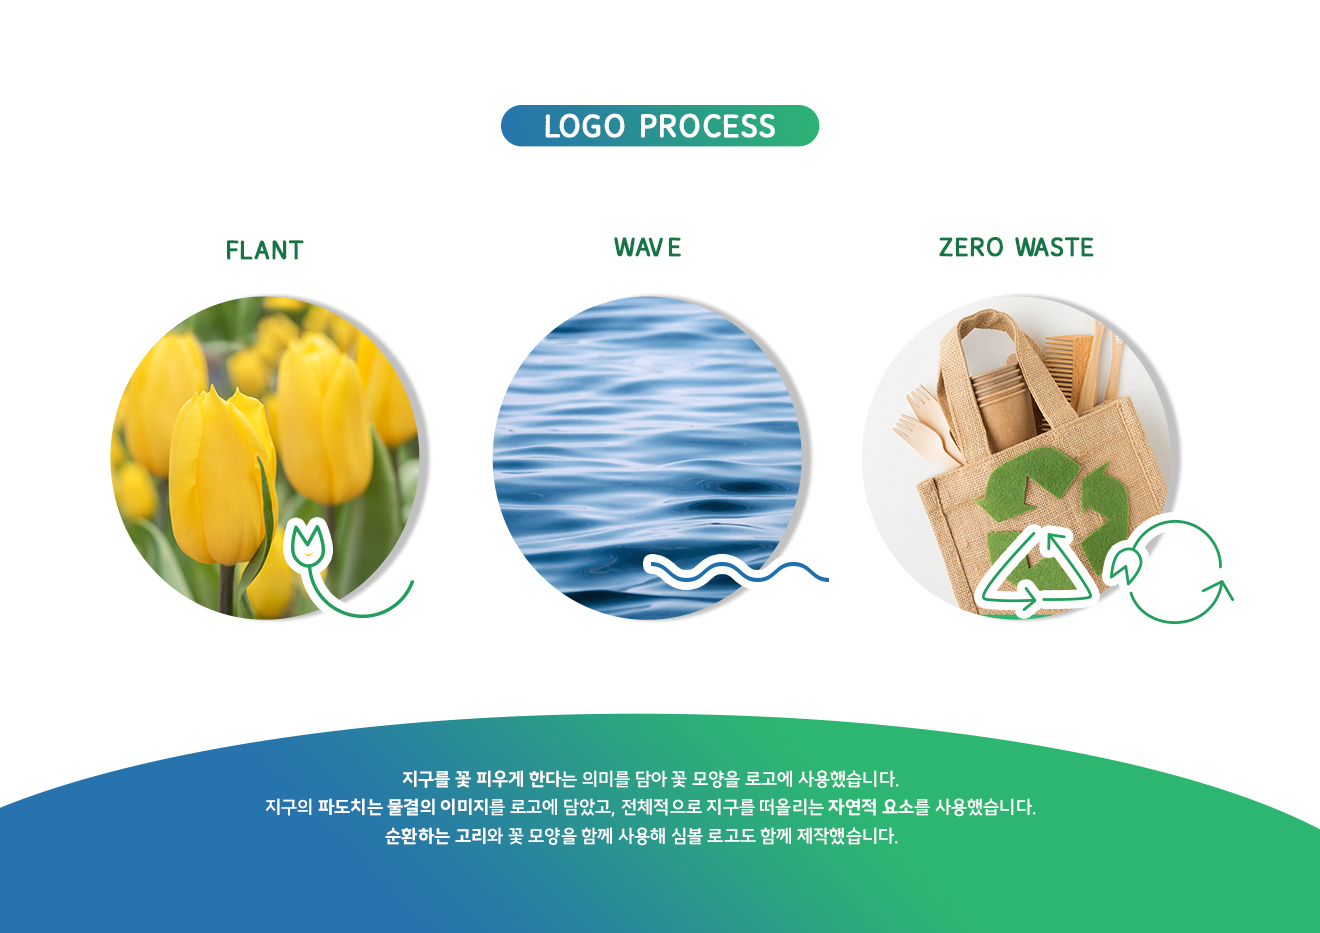 LOGO PROCESS
FLANT
WAVE
ZERO WASTE
지구를 꽃 피우게 한다는 의미를 담아 꽃 모양을 로고에 사용했습니다.
지구의 파도치는 물결의 이미지를 로고에 담았고, 전체적으로 지구를 떠올리는 자연적 요소를 사용했습니다.
순환하는 고리와 꽃 모양을 함께 사용해 심볼 로고도 함께 제작했습니다.